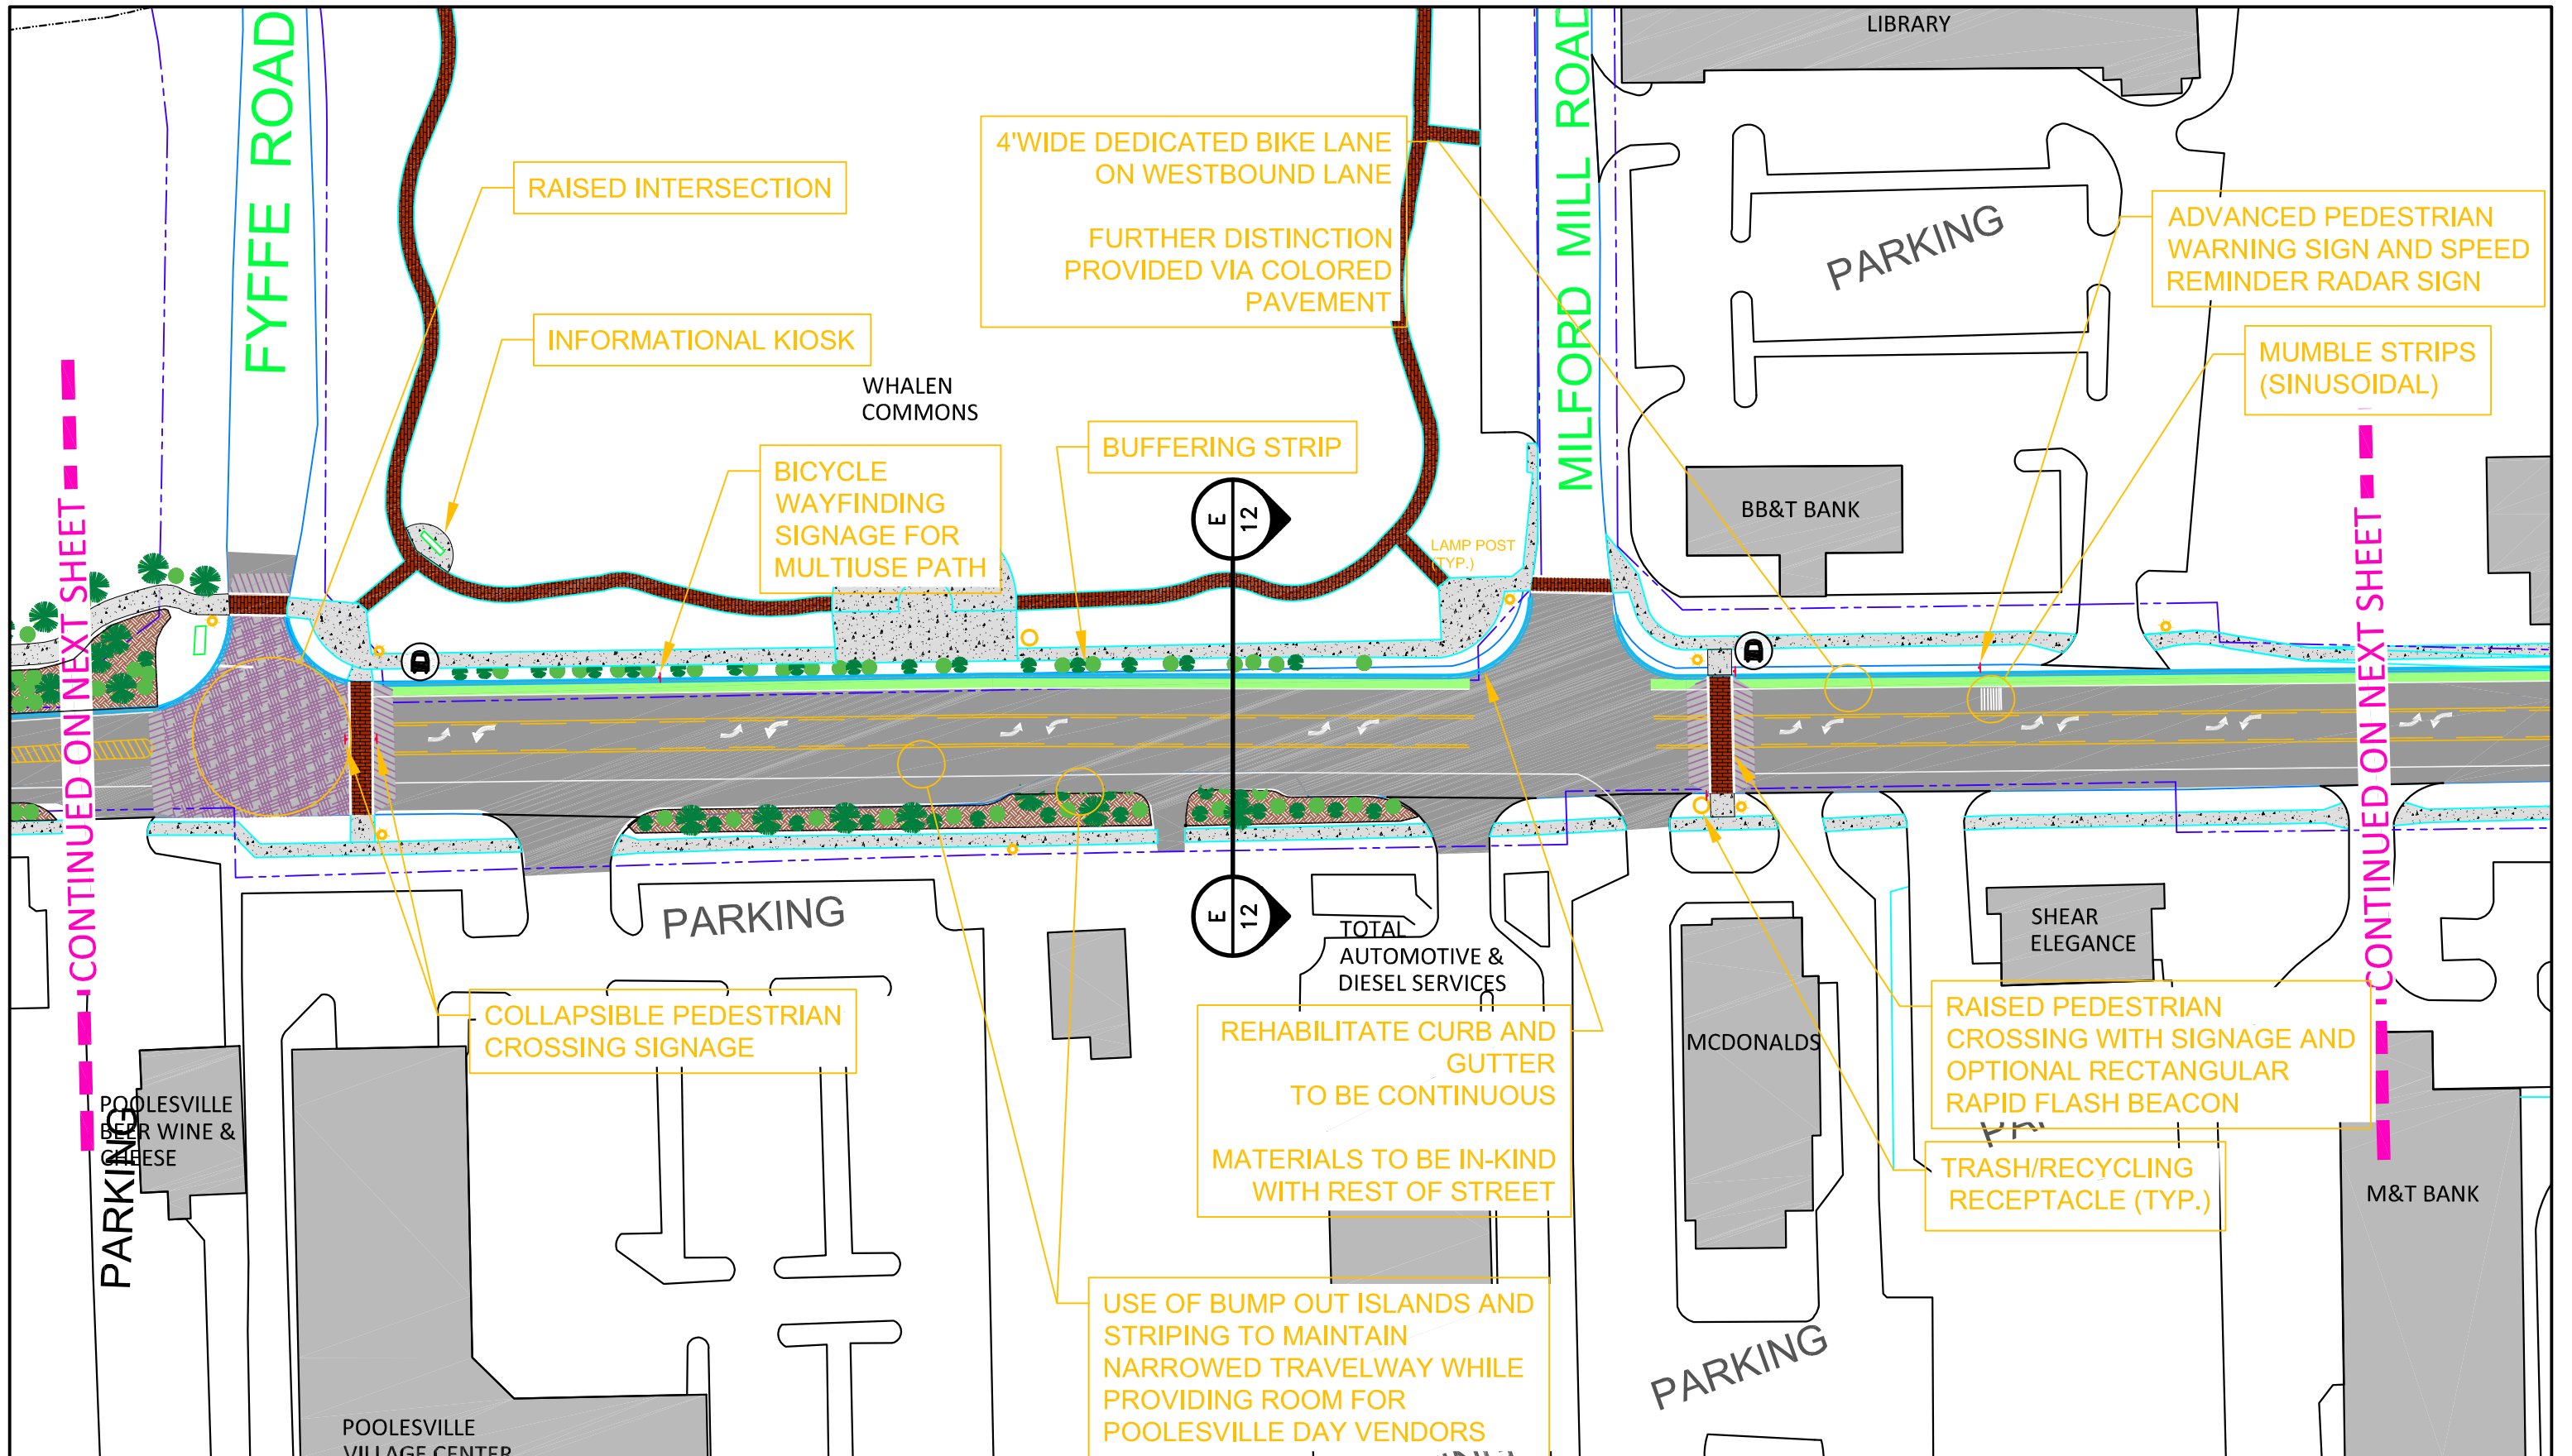 LIBRARY
FYFFE ROAD
MILFORD MILL ROAD
4'WIDE DEDICATED BIKE LANE
ON WESTBOUND LANE
FURTHER DISTINCTION
PROVIDED VIA COLORED
PAVEMENT
RAISED INTERSECTION
ADVANCED PEDESTRIAN
WARNING SIGN AND SPEED
REMINDER RADAR SIGN
PARKING
INFORMATIONAL KIOSK
MUMBLE STRIPS
(SINUSOIDAL)
WHALEN
COMMONS
BUFFERING STRIP
BICYCLE
WAYFINDING
SIGNAGE FOR
MULTIUSE PATH
E
12
BB&T BANK
LAMP POST
(TYP.)
CONTINUED ON NEXT SHEET
CONTINUED ON NEXT SHEET
PARKING
E
12
TOTAL
AUTOMOTIVE &
DIESEL SERVICES
SHEAR
ELEGANCE
COLLAPSIBLE PEDESTRIAN
CROSSING SIGNAGE
REHABILITATE CURB AND
GUTTER
TO BE CONTINUOUS
MATERIALS TO BE IN-KIND
WITH REST OF STREET
MCDONALDS
RAISED PEDESTRIAN
CROSSING WITH SIGNAGE AND
OPTIONAL RECTANGULAR
RAPID FLASH BEACON
POOLESVILLE
BEER WINE &
CHEESE
PARKING
TRASH/RECYCLING
RECEPTACLE (TYP.)
M&T BANK
USE OF BUMP OUT ISLANDS AND
STRIPING TO MAINTAIN
NARROWED TRAVELWAY WHILE
PROVIDING ROOM FOR
POOLESVILLE DAY VENDORS
PARKING
POOLESVILLE
VILLAGE CENTER